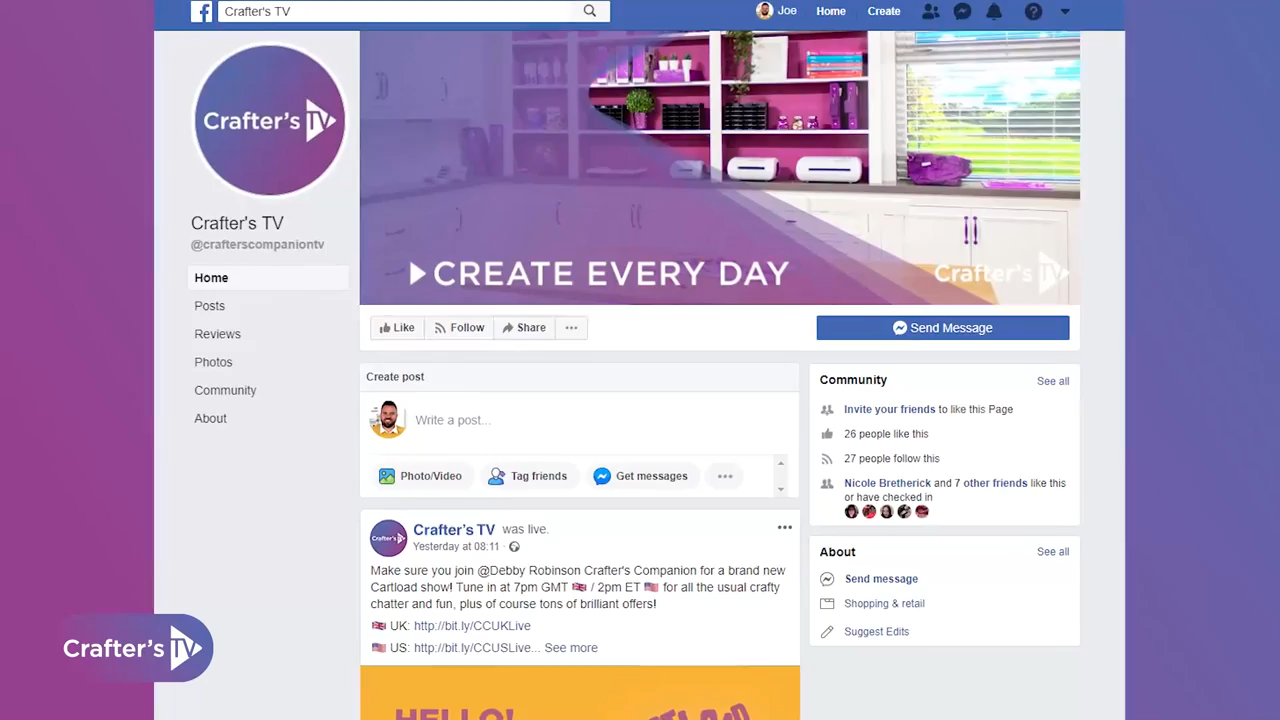 Crafter's TV
Joe
Home
Create
Crafter's TV
Crafter's TV
@crafterscompaniontv
Home
Posts
Reviews
Photos
Community
About
CREATE EVERY DAY
Crafter's TV
Like
Follow
Share
Send Message
Create post
Write a post...
Photo/Video
Tag friends
Get messages
Crafter's TV
Crafter's TV was live.
Yesterday at 08:11 ·
Make sure you join @Debby Robinson Crafter's Companion for a brand new
Cartload show! Tune in at 7pm GMT 🇬🇧 / 2pm ET 🇺🇸 for all the usual crafty
chatter and fun, plus of course tons of brilliant offers!
🇬🇧 UK: http://bit.ly/CCUKLive
🇺🇸 US: http://bit.ly/CCUSLive... See more
HELLO!
Community
See all
Invite your friends to like this Page
26 people like this
27 people follow this
Nicole Bretherick and 7 other friends like this
or have checked in
About
See all
Send message
Shopping & retail
Suggest Edits
Crafter's TV